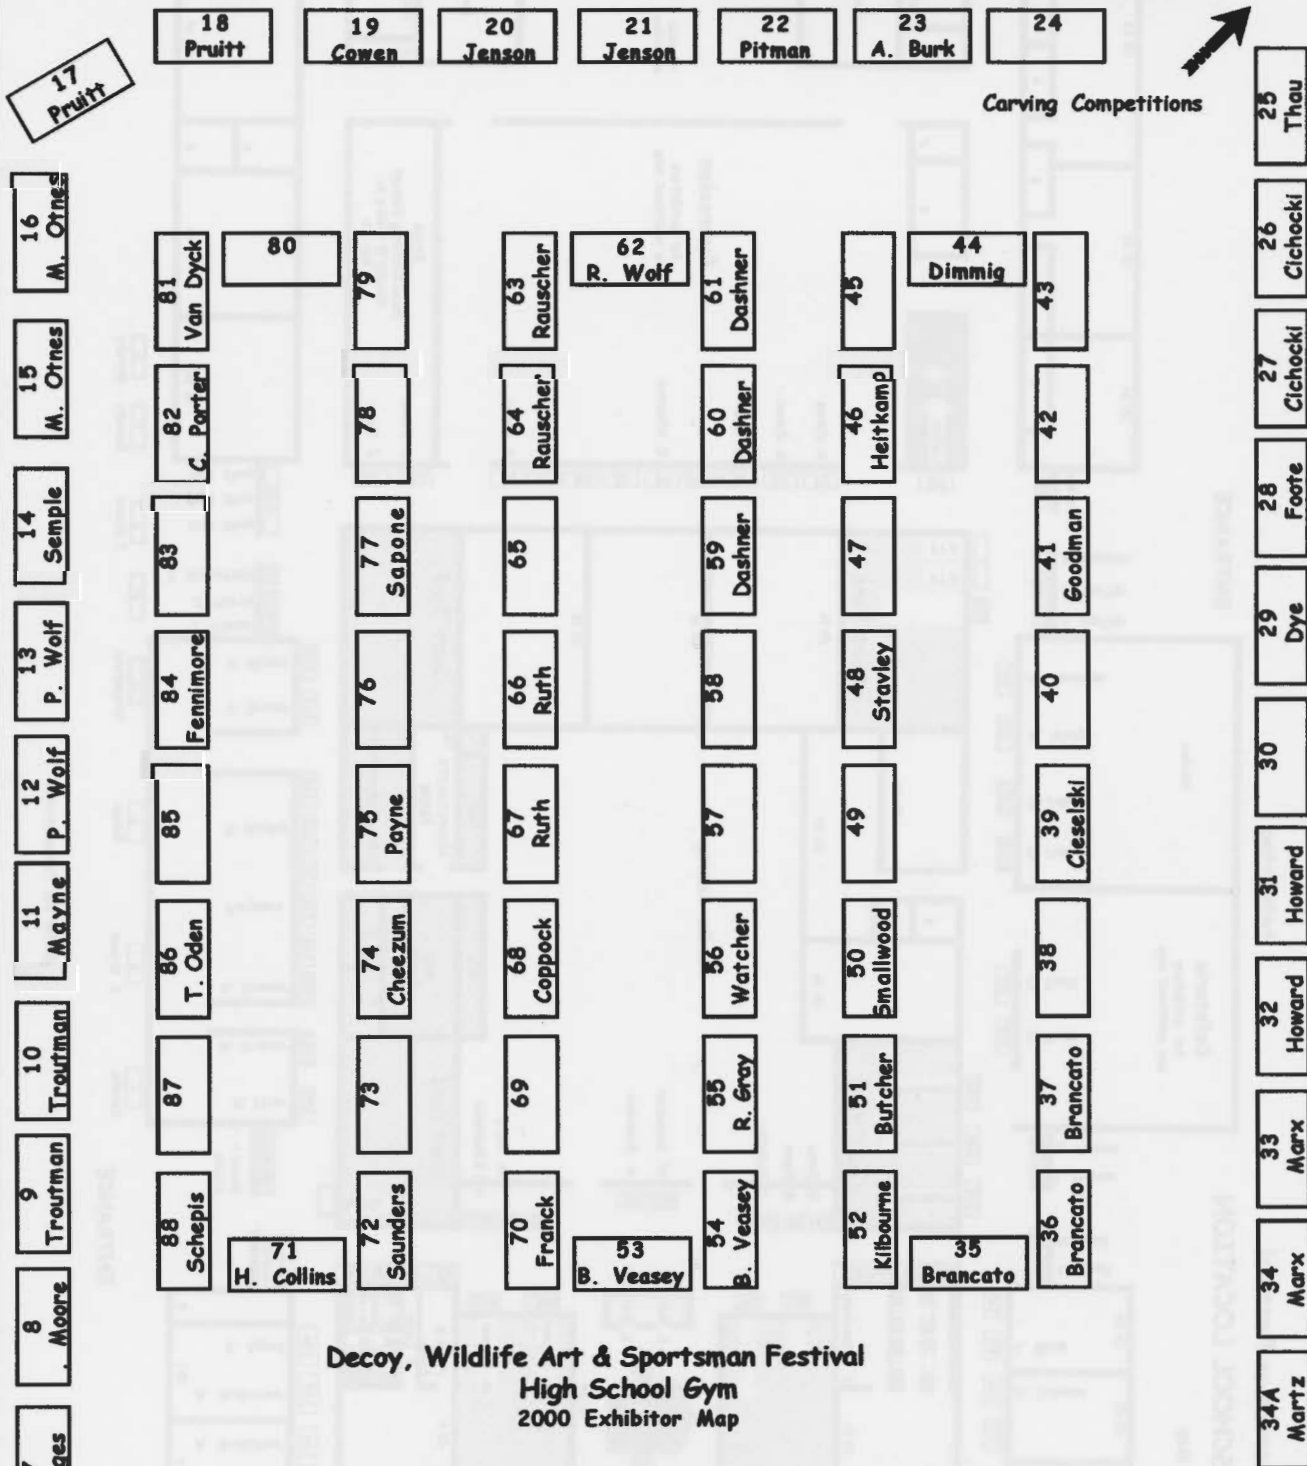 18
Pruitt
19
Cowen
20
Jenson
21
Jenson
22
Pitman
23
A. Burk
24
Carving Competitions
17
Pruitt
16
M. Otnes
15
M. Otnes
14
Semple
13
P. Wolf
12
P. Wolf
11
Mayne
10
Troutman
9
Troutman
8
. Moore
ges
81
Van Dyck
82
C. Porter
83
84
Fennimore
85
86
T. Oden
87
88
Schepis
80
71
H. Collins
79
78
77
Sapone
76
75
Payne
74
Cheezum
73
72
Saunders
63
Rauscher
64
Rauscher
65
66
Ruth
67
Ruth
68
Coppock
69
70
Franck
62
R. Wolf
53
B. Veasey
61
Dashner
60
Dashner
59
Dashner
58
57
56
Watcher
55
R. Gray
54
B. Veasey
45
46
Heitkamp
47
48
Stavley
49
50
Smallwood
51
Butcher
52
Kilbourne
44
Dimmig
35
Brancato
43
42
41
Goodman
40
39
Cieselski
38
37
Brancato
36
Brancato
25
Thau
26
Cichocki
27
Cichocki
28
Foote
29
Dye
30
31
Howard
32
Howard
33
Marx
34
Marx
34A
Martz
Decoy, Wildlife Art & Sportsman Festival
High School Gym
2000 Exhibitor Map